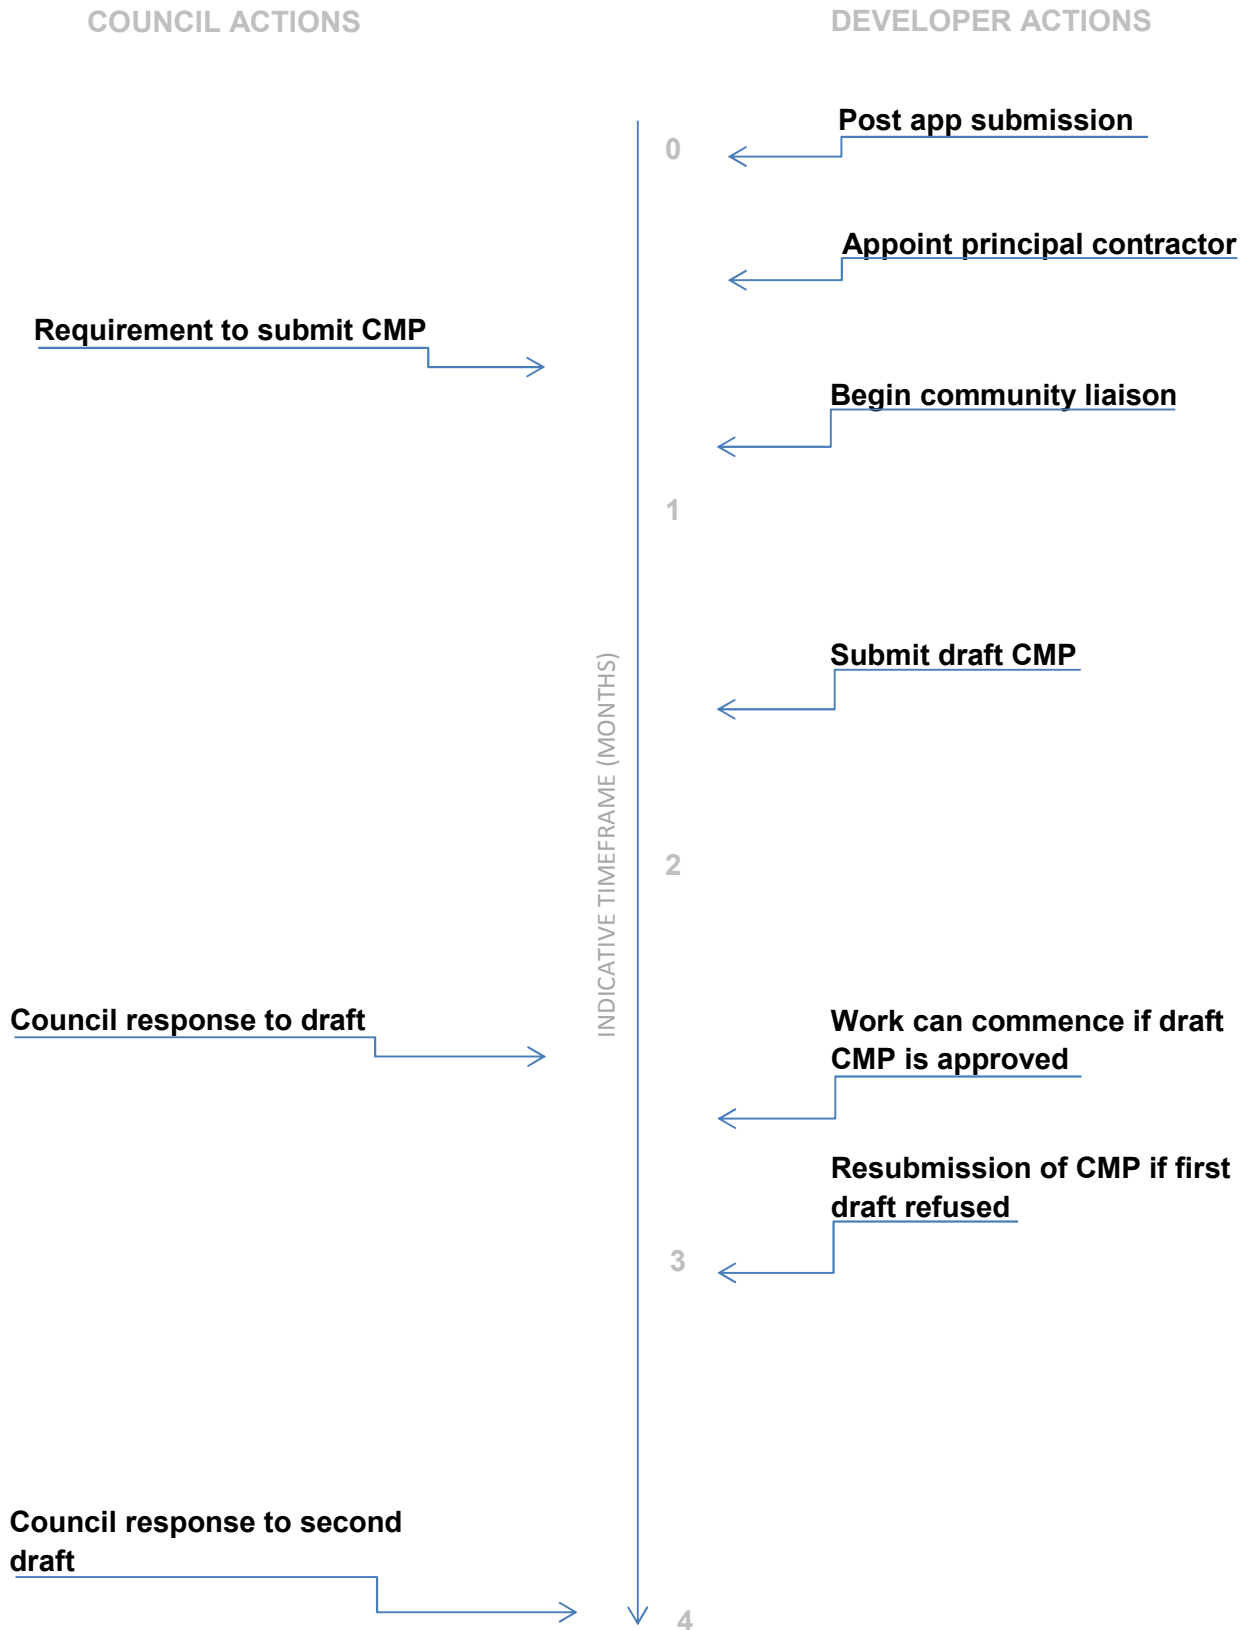 COUNCIL ACTIONS
DEVELOPER ACTIONS
Post app submission
0
Appoint principal contractor
Requirement to submit CMP
Begin community liaison
1
Submit draft CMP
INDICATIVE TIMEFRAME (MONTHS)
2
Council response to draft
Work can commence if draft
CMP is approved
Resubmission of CMP if first
draft refused
3
Council response to second
draft
4